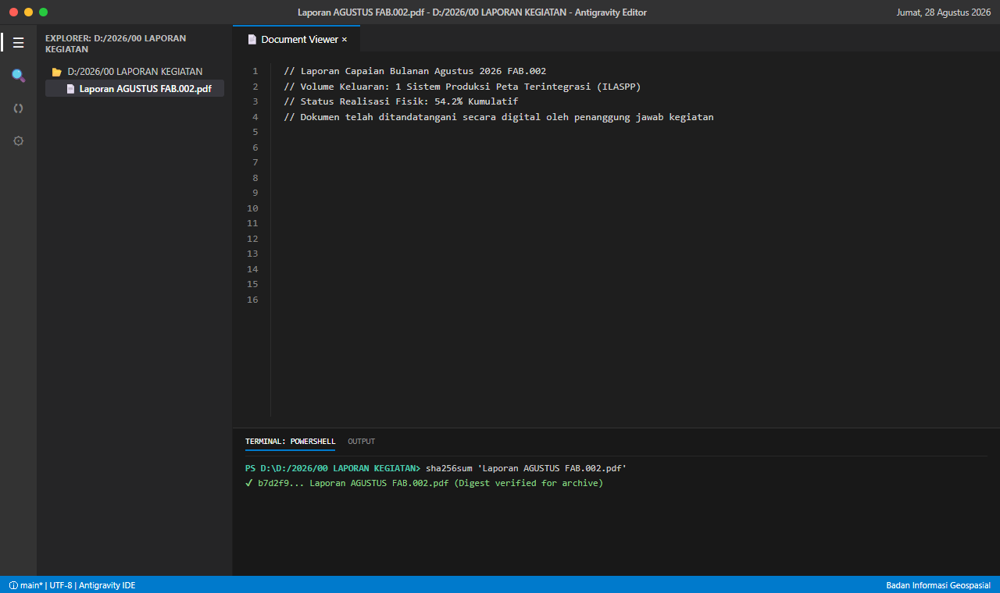 Laporan AGUSTUS FAB.002.pdf - D:/2026/00 LAPORAN KEGIATAN - Antigravity Editor
Jumat, 28 Agustus 2026
EXPLORER: D:/2026/00 LAPORAN
KEGIATAN
D:/2026/00 LAPORAN KEGIATAN
Laporan AGUSTUS FAB.002.pdf
Document Viewer ×
1 // Laporan Capaian Bulanan Agustus 2026 FAB.002
2 // Volume Keluaran: 1 Sistem Produksi Peta Terintegrasi (ILASPP)
3 // Status Realisasi Fisik: 54.2% Kumulatif
4 // Dokumen telah ditandatangani secara digital oleh penanggung jawab kegiatan
5
6
7
8
9
10
11
12
13
14
15
16
TERMINAL: POWERSHELL OUTPUT
PS D:\D:/2026/00 LAPORAN KEGIATAN> sha256sum 'Laporan AGUSTUS FAB.002.pdf'
✓ b7d2f9... Laporan AGUSTUS FAB.002.pdf (Digest verified for archive)
main* | UTF-8 | Antigravity IDE
Badan Informasi Geospasial